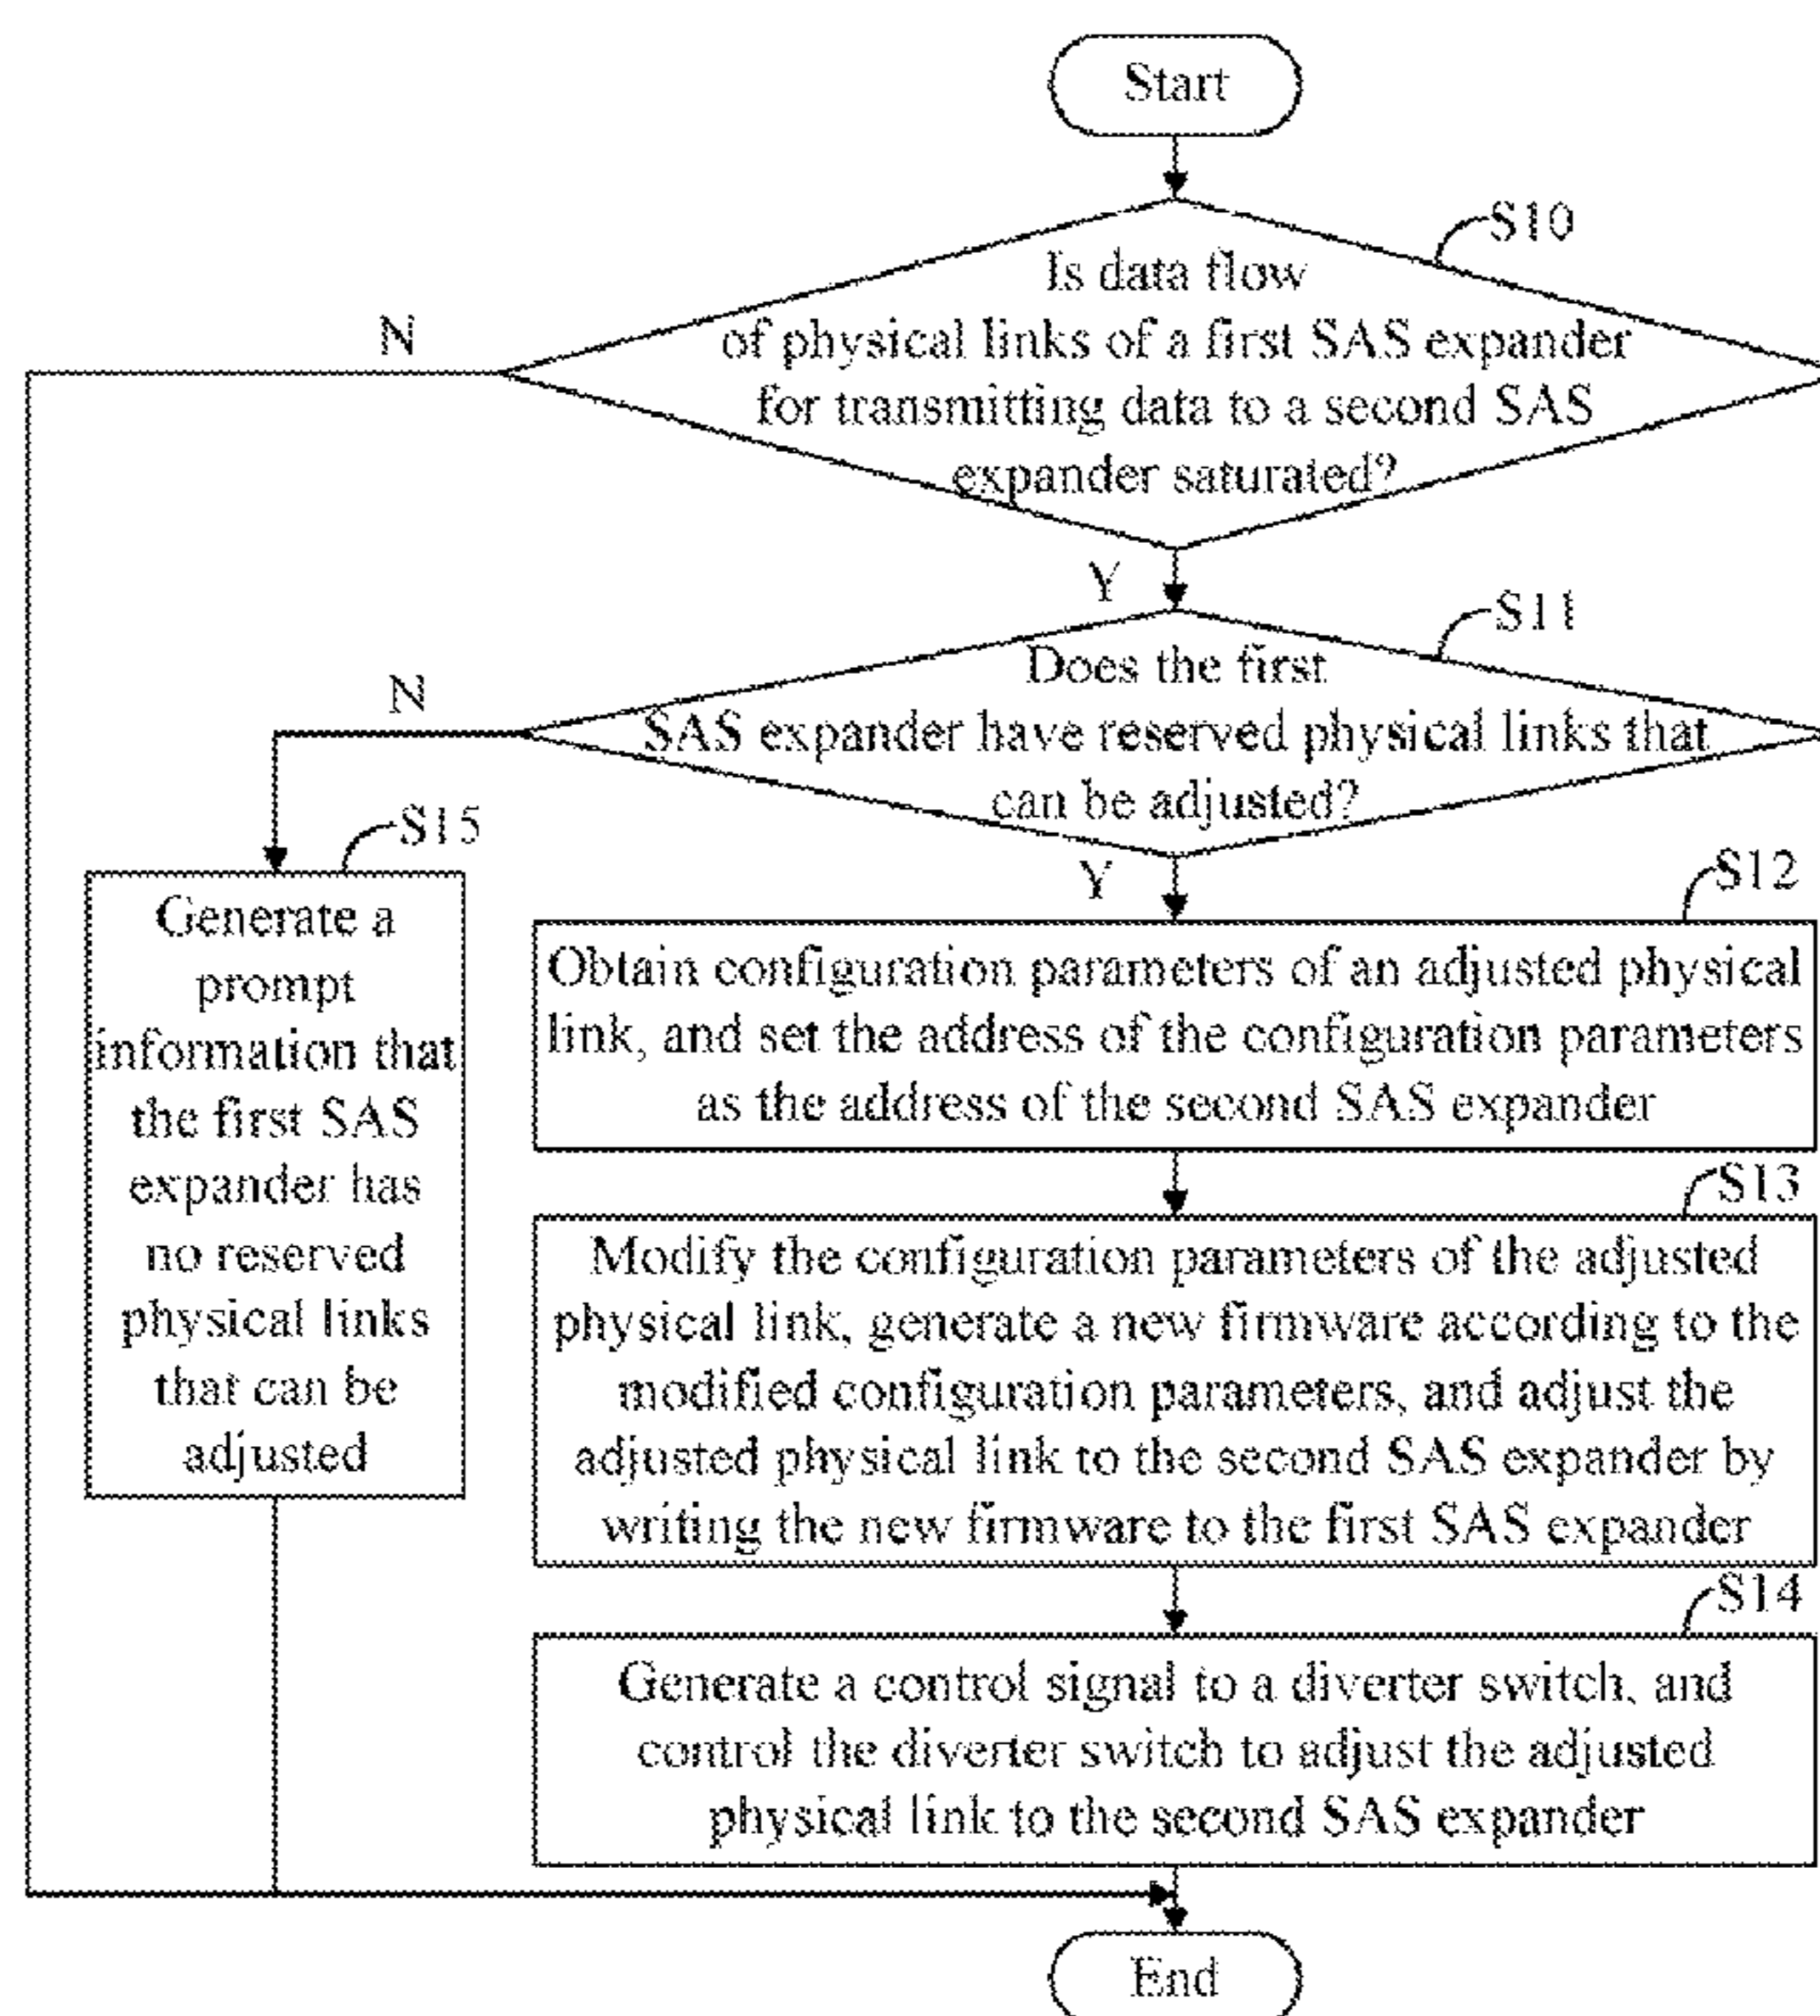 Start
S10
Is data flow
of physical links of a first SAS expander
for transmitting data to a second SAS
expander saturated?
N
Y
S11
Does the first
SAS expander have reserved physical links that
can be adjusted?
N
Y
S15
Generate a
prompt
information that
the first SAS
expander has
no reserved
physical links
that can be
adjusted
S12
Obtain configuration parameters of an adjusted physical
link, and set the address of the configuration parameters
as the address of the second SAS expander
S13
Modify the configuration parameters of the adjusted
physical link, generate a new firmware according to the
modified configuration parameters, and adjust the
adjusted physical link to the second SAS expander by
writing the new firmware to the first SAS expander
S14
Generate a control signal to a diverter switch, and
control the diverter switch to adjust the adjusted
physical link to the second SAS expander
End